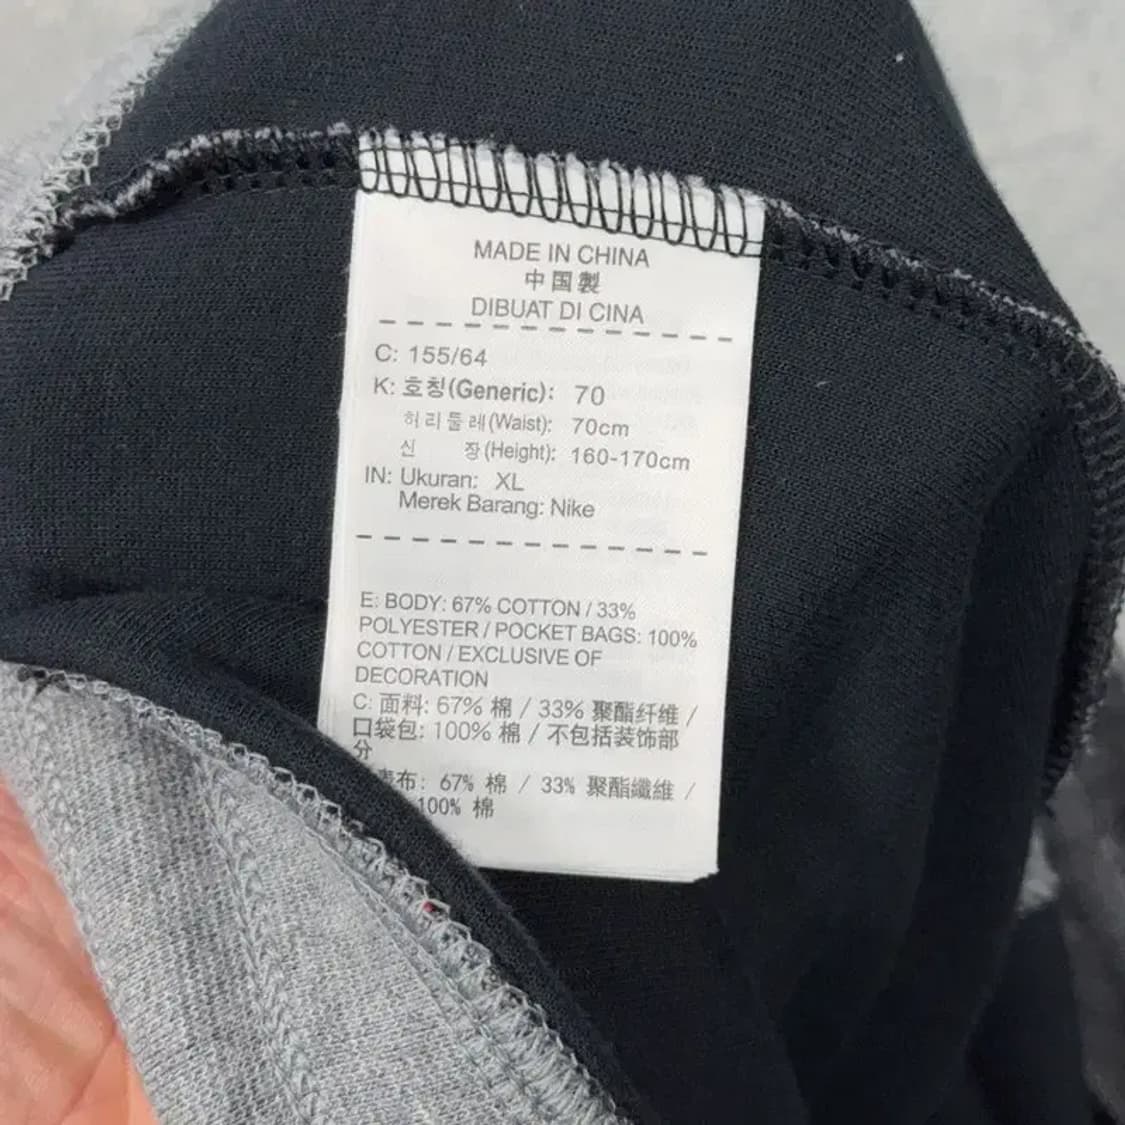 MADE IN CHINA
中国製
DIBUAT DI CINA
C: 155/64
K: 호칭(Generic): 70
허리둘레(Waist): 70cm
신 장(Height): 160-170cm
IN: Ukuran: XL
Merek Barang: Nike
E: BODY: 67% COTTON / 33%
POLYESTER / POCKET BAGS: 100%
COTTON / EXCLUSIVE OF
DECORATION
C: 面料: 67% 棉 / 33% 聚酯纤维 /
口袋包: 100% 棉 / 不包括装饰部
分
布: 67% 棉 / 33% 聚酯纖維 /
100% 棉